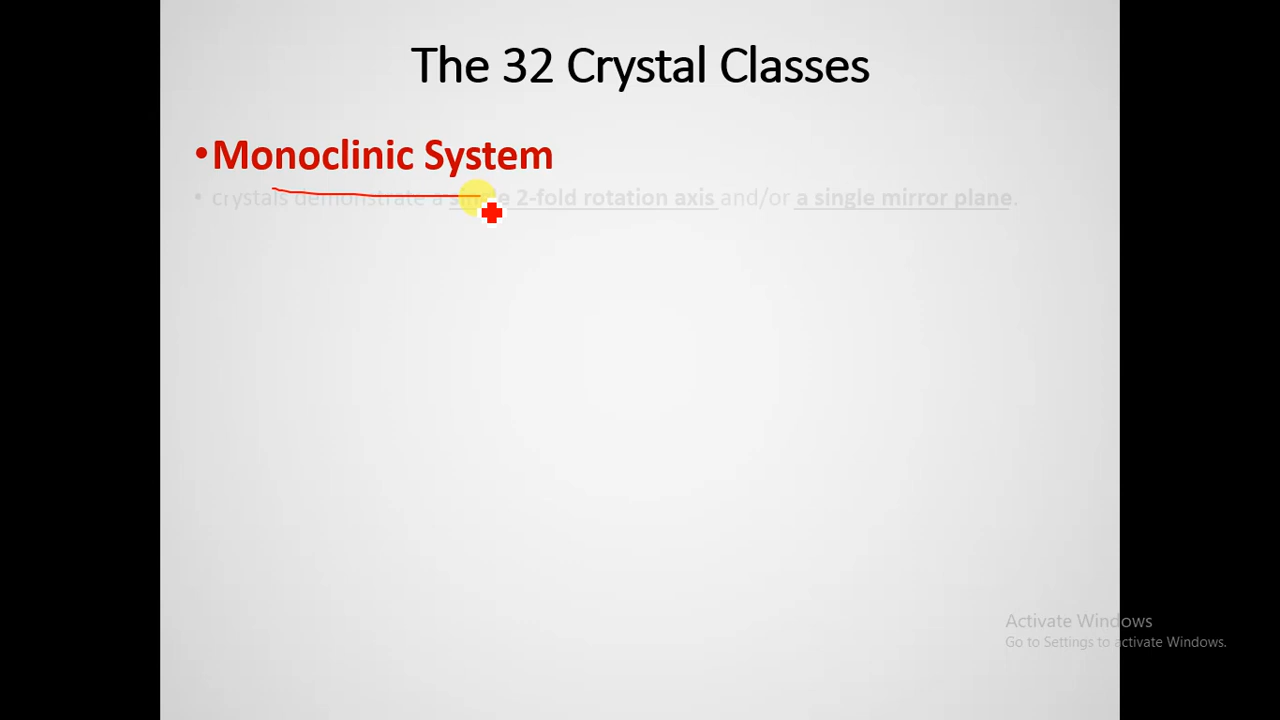 The 32 Crystal Classes
•Monoclinic System
• crystals demonstrate a single 2-fold rotation axis and/or a single mirror plane.
Activate Windows
Go to Settings to activate Windows.